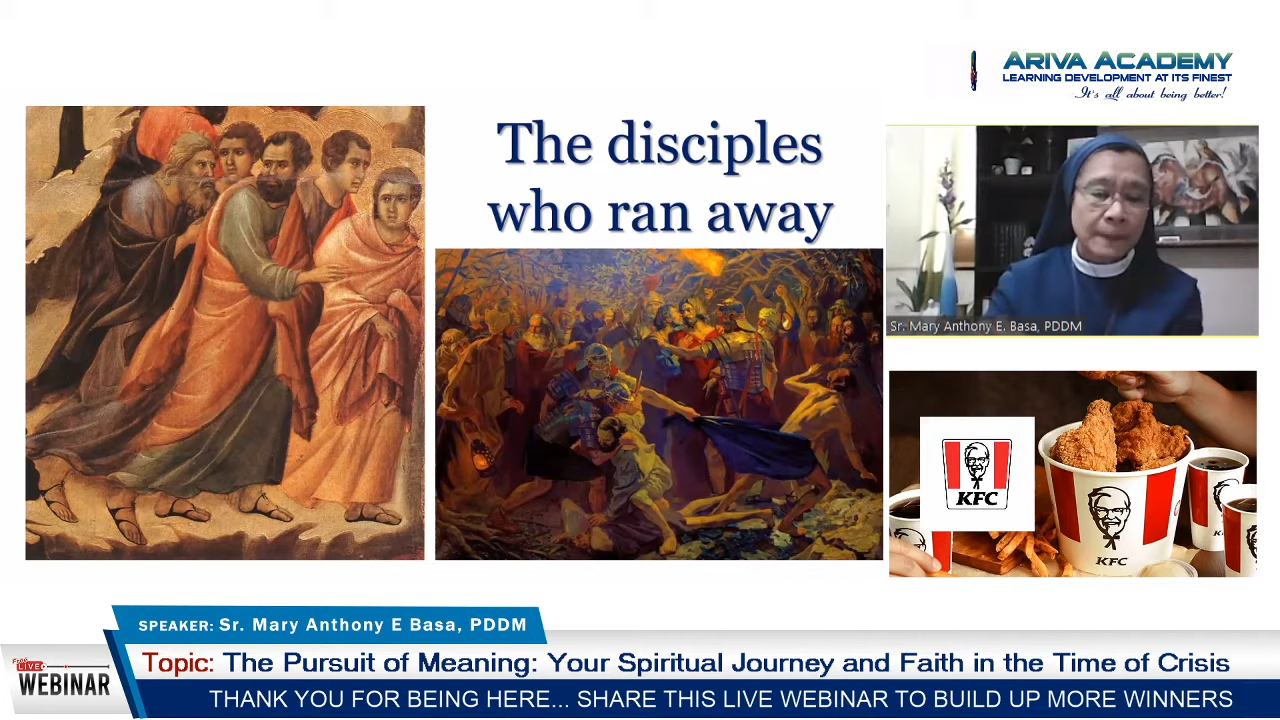 ARIVA ACADEMY
LEARNING DEVELOPMENT AT ITS FINEST
It's all about being better!
The disciples
who ran away
Sr. Mary Anthony E. Basa, PDDM
KFC
KFC
SPEAKER: Sr. Mary Anthony E Basa, PDDM
Free
LIVE
WEBINAR
Topic: The Pursuit of Meaning: Your Spiritual Journey and Faith in the Time of Crisis
THANK YOU FOR BEING HERE... SHARE THIS LIVE WEBINAR TO BUILD UP MORE WINNERS